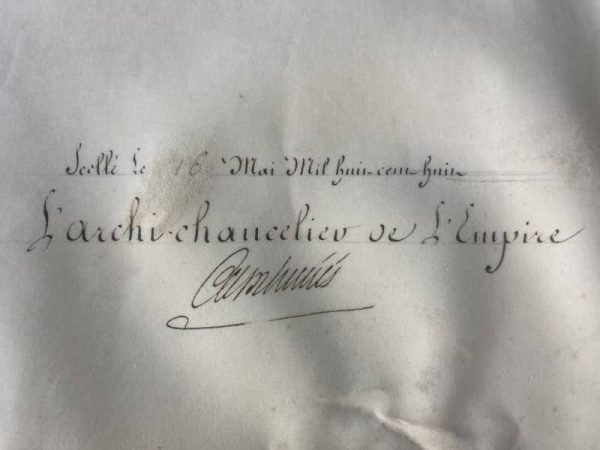 Scellé le 16 Mai Mil huit cent huit
L'archi-chancelier de L'Empire
Cambacérès